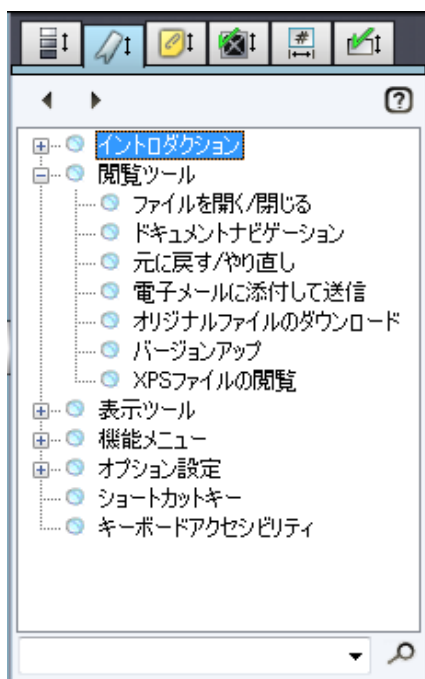 #
?
イントロダクション
閲覧ツール
ファイルを開く/閉じる
ドキュメントナビゲーション
元に戻す/やり直し
電子メールに添付して送信
オリジナルファイルのダウンロード
バージョンアップ
XPSファイルの閲覧
表示ツール
機能メニュー
オプション設定
ショートカットキー
キーボードアクセシビリティ